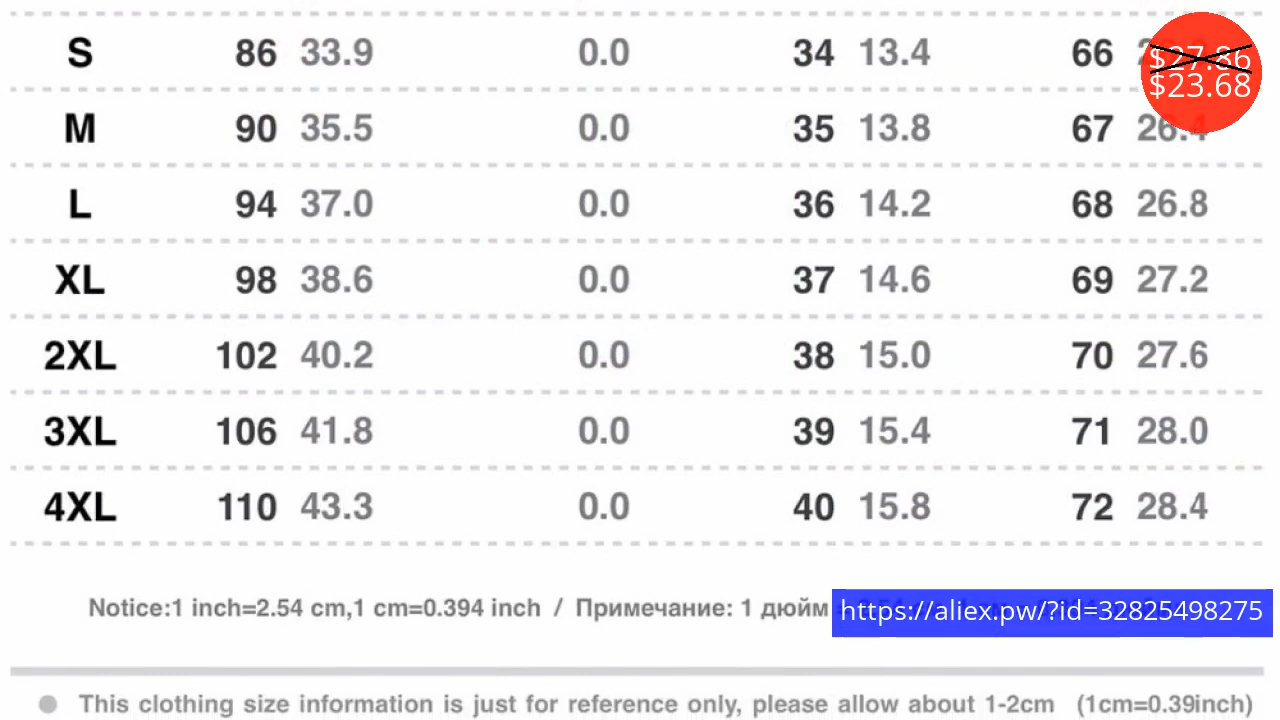 S 86 33.9 0.0 34 13.4 66
$27.86
$23.68
M 90 35.5 0.0 35 13.8 67 26.4
L 94 37.0 0.0 36 14.2 68 26.8
XL 98 38.6 0.0 37 14.6 69 27.2
2XL 102 40.2 0.0 38 15.0 70 27.6
3XL 106 41.8 0.0 39 15.4 71 28.0
4XL 110 43.3 0.0 40 15.8 72 28.4
Notice:1 inch=2.54 cm,1 cm=0.394 inch / Примечание: 1 дюйм
https://aliex.pw/?id=32825498275
This clothing size information is just for reference only, please allow about 1-2cm (1cm=0.39inch)